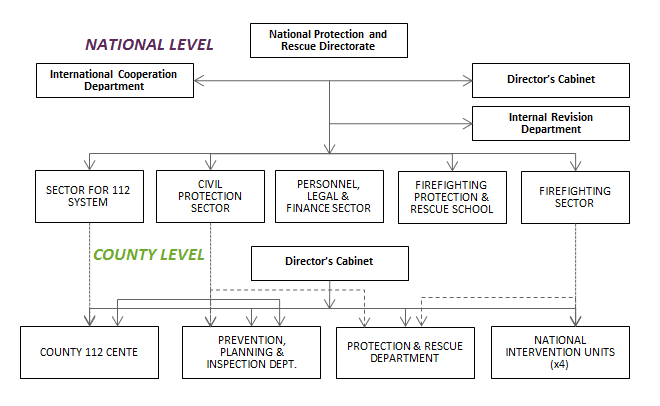 National Protection and
Rescue Directorate
NATIONAL LEVEL
International Cooperation
Department
Director's Cabinet
Internal Revision
Department
SECTOR FOR 112
SYSTEM
CIVIL
PROTECTION
SECTOR
PERSONNEL,
LEGAL &
FINANCE SECTOR
FIREFIGHTING
PROTECTION &
RESCUE SCHOOL
FIREFIGHTING
SECTOR
COUNTY LEVEL
Director's Cabinet
COUNTY 112 CENTE
PREVENTION,
PLANNING &
INSPECTION DEPT.
PROTECTION & RESCUE
DEPARTMENT
NATIONAL
INTERVENTION UNITS
(x4)